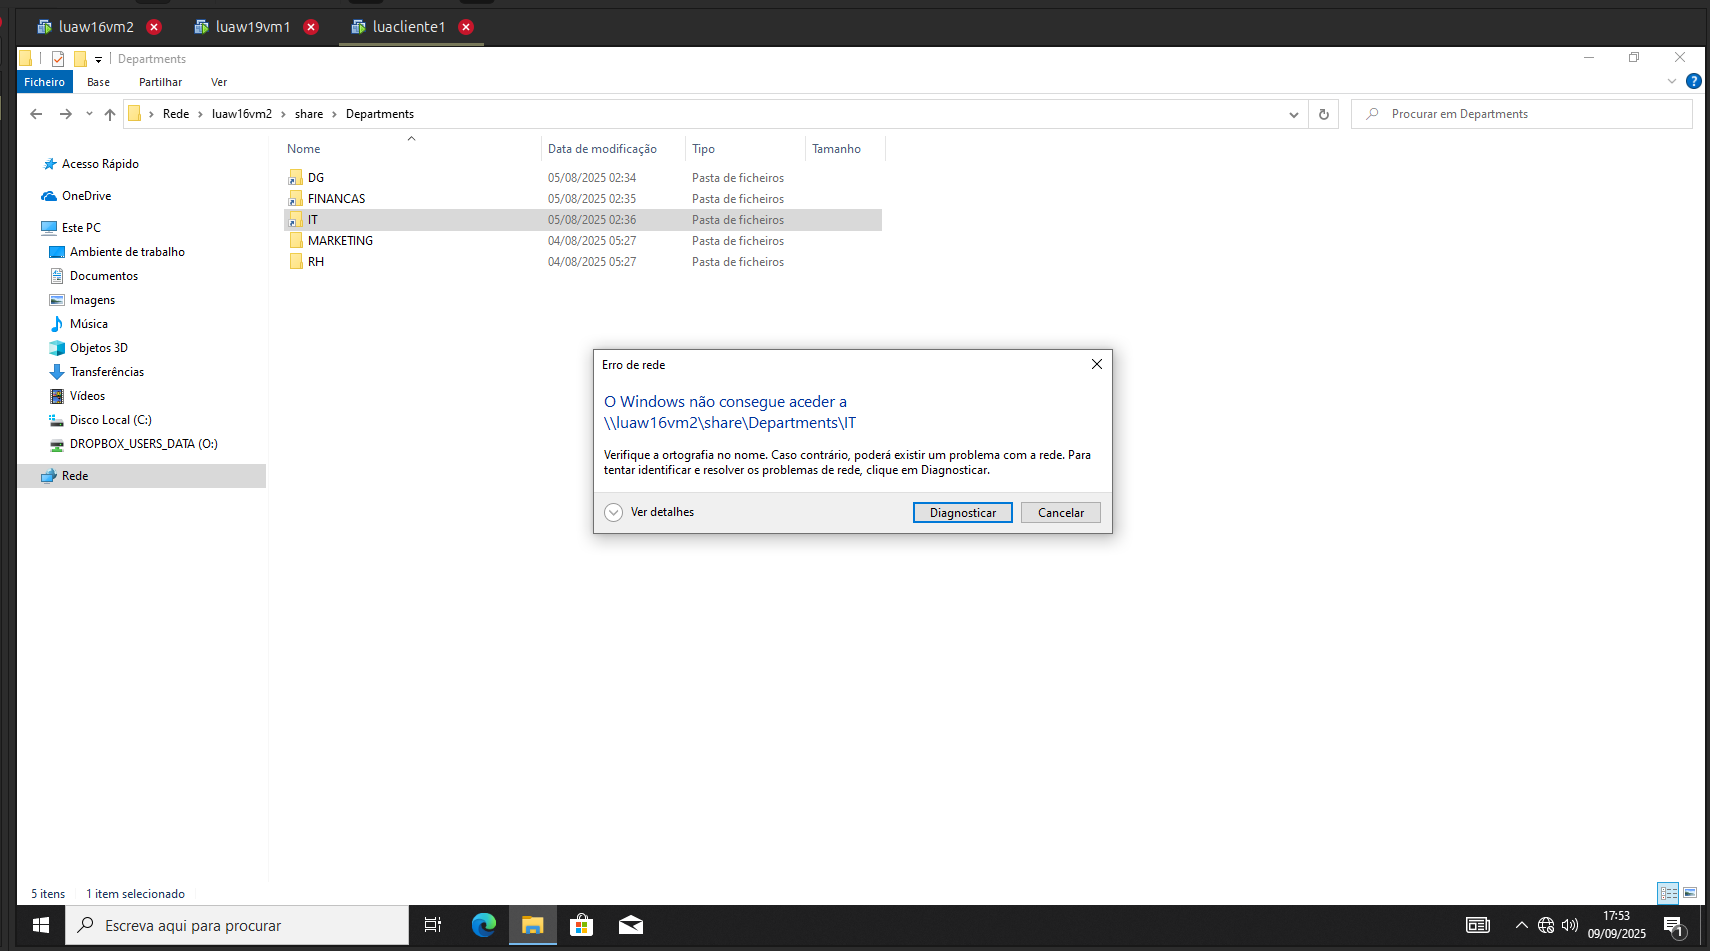 luaw16vm2
luaw19vm1
luacliente1
Departments
Ficheiro
Base
Partilhar
Ver
Rede > luaw16vm2 > share > Departments
Procurar em Departments
Nome
Data de modificação
Tipo
Tamanho
Acesso Rápido
OneDrive
Este PC
Ambiente de trabalho
Documentos
Imagens
Música
Objetos 3D
Transferências
Vídeos
Disco Local (C:)
DROPBOX_USERS_DATA (O:)
Rede
DG 05/08/2025 02:34 Pasta de ficheiros
FINANCAS 05/08/2025 02:35 Pasta de ficheiros
IT 05/08/2025 02:36 Pasta de ficheiros
MARKETING 04/08/2025 05:27 Pasta de ficheiros
RH 04/08/2025 05:27 Pasta de ficheiros
Erro de rede
O Windows não consegue aceder a
\\luaw16vm2\share\Departments\IT
Verifique a ortografia no nome. Caso contrário, poderá existir um problema com a rede. Para
tentar identificar e resolver os problemas de rede, clique em Diagnosticar.
Ver detalhes
Diagnosticar
Cancelar
5 itens
1 item selecionado
Escreva aqui para procurar
17:53
09/09/2025
1